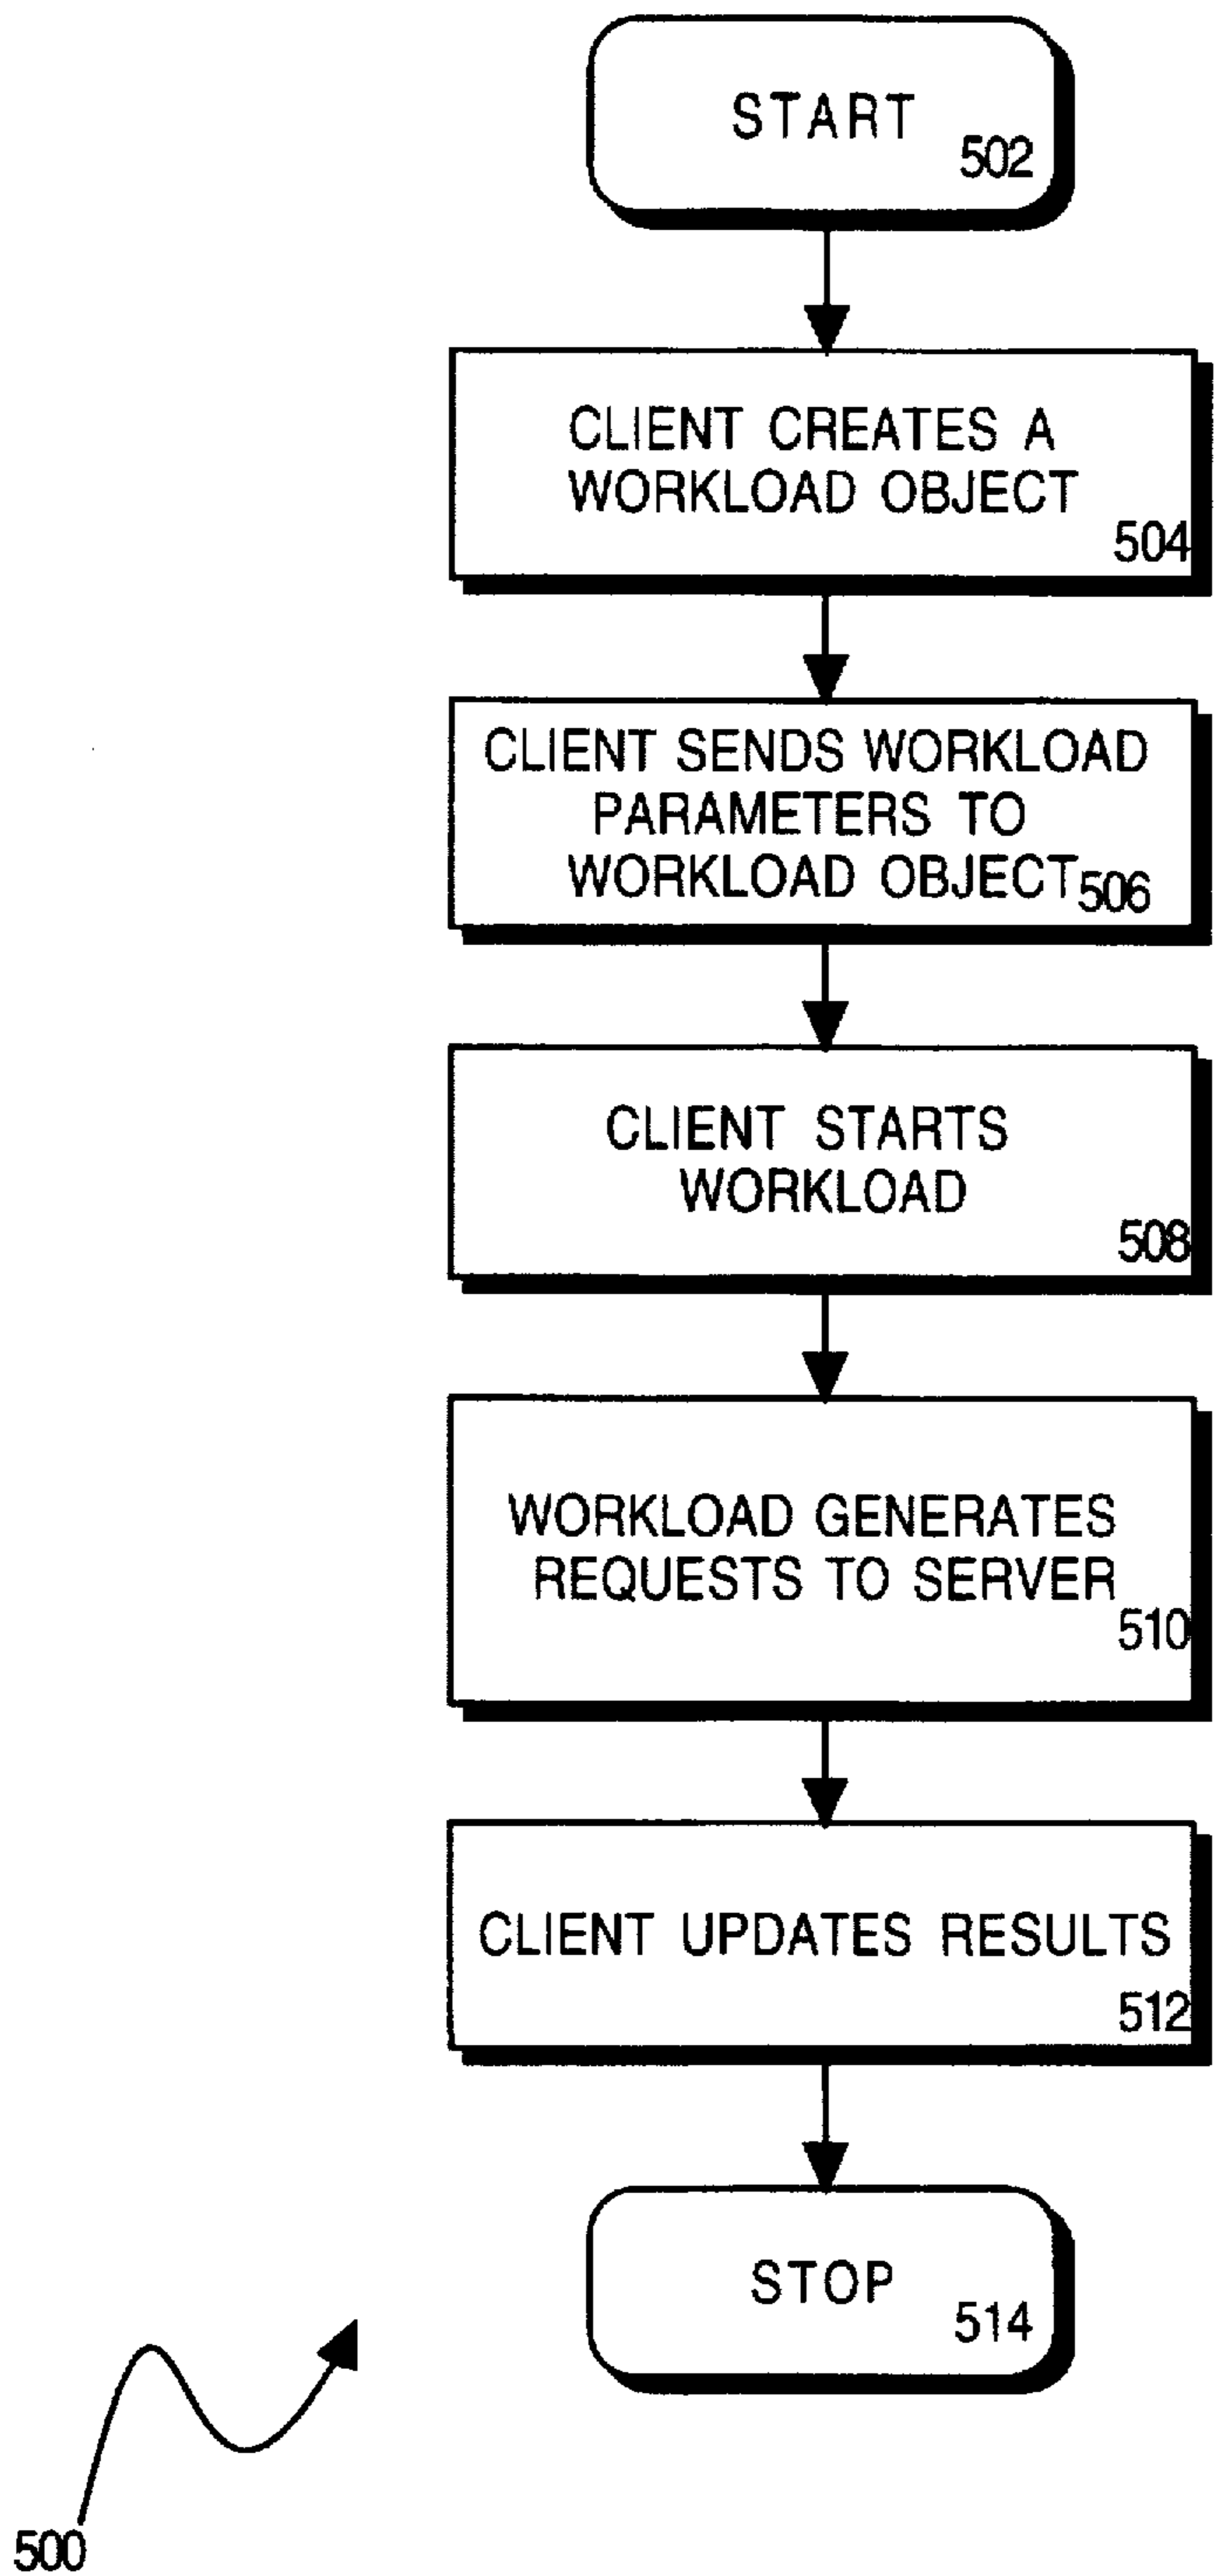 START
502
CLIENT CREATES A
WORKLOAD OBJECT
504
CLIENT SENDS WORKLOAD
PARAMETERS TO
WORKLOAD OBJECT
506
CLIENT STARTS
WORKLOAD
508
WORKLOAD GENERATES
REQUESTS TO SERVER
510
CLIENT UPDATES RESULTS
512
STOP
514
500